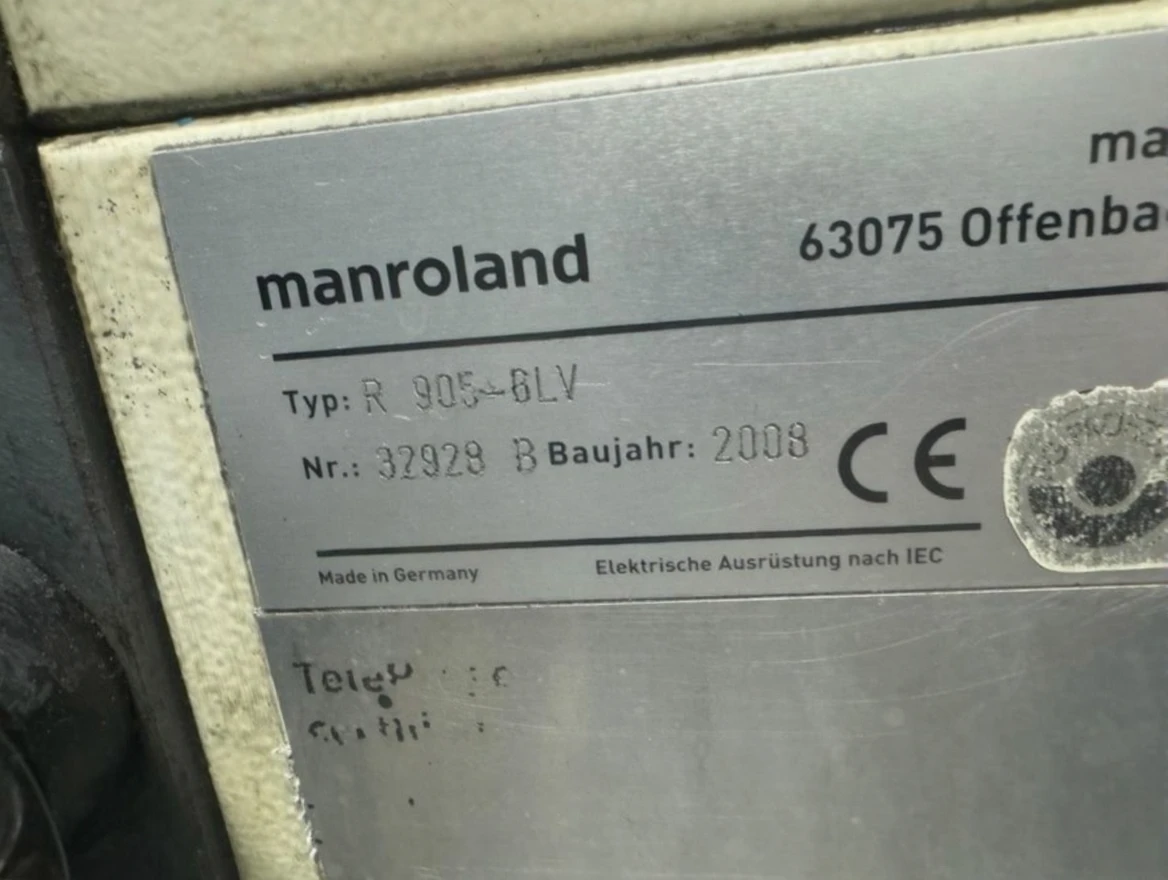 ma
manroland
63075 Offenba
Typ: R 905-6LV
Nr.: 32928 B Baujahr: 2008
CE
Made in Germany
Elektrische Ausrüstung nach IEC